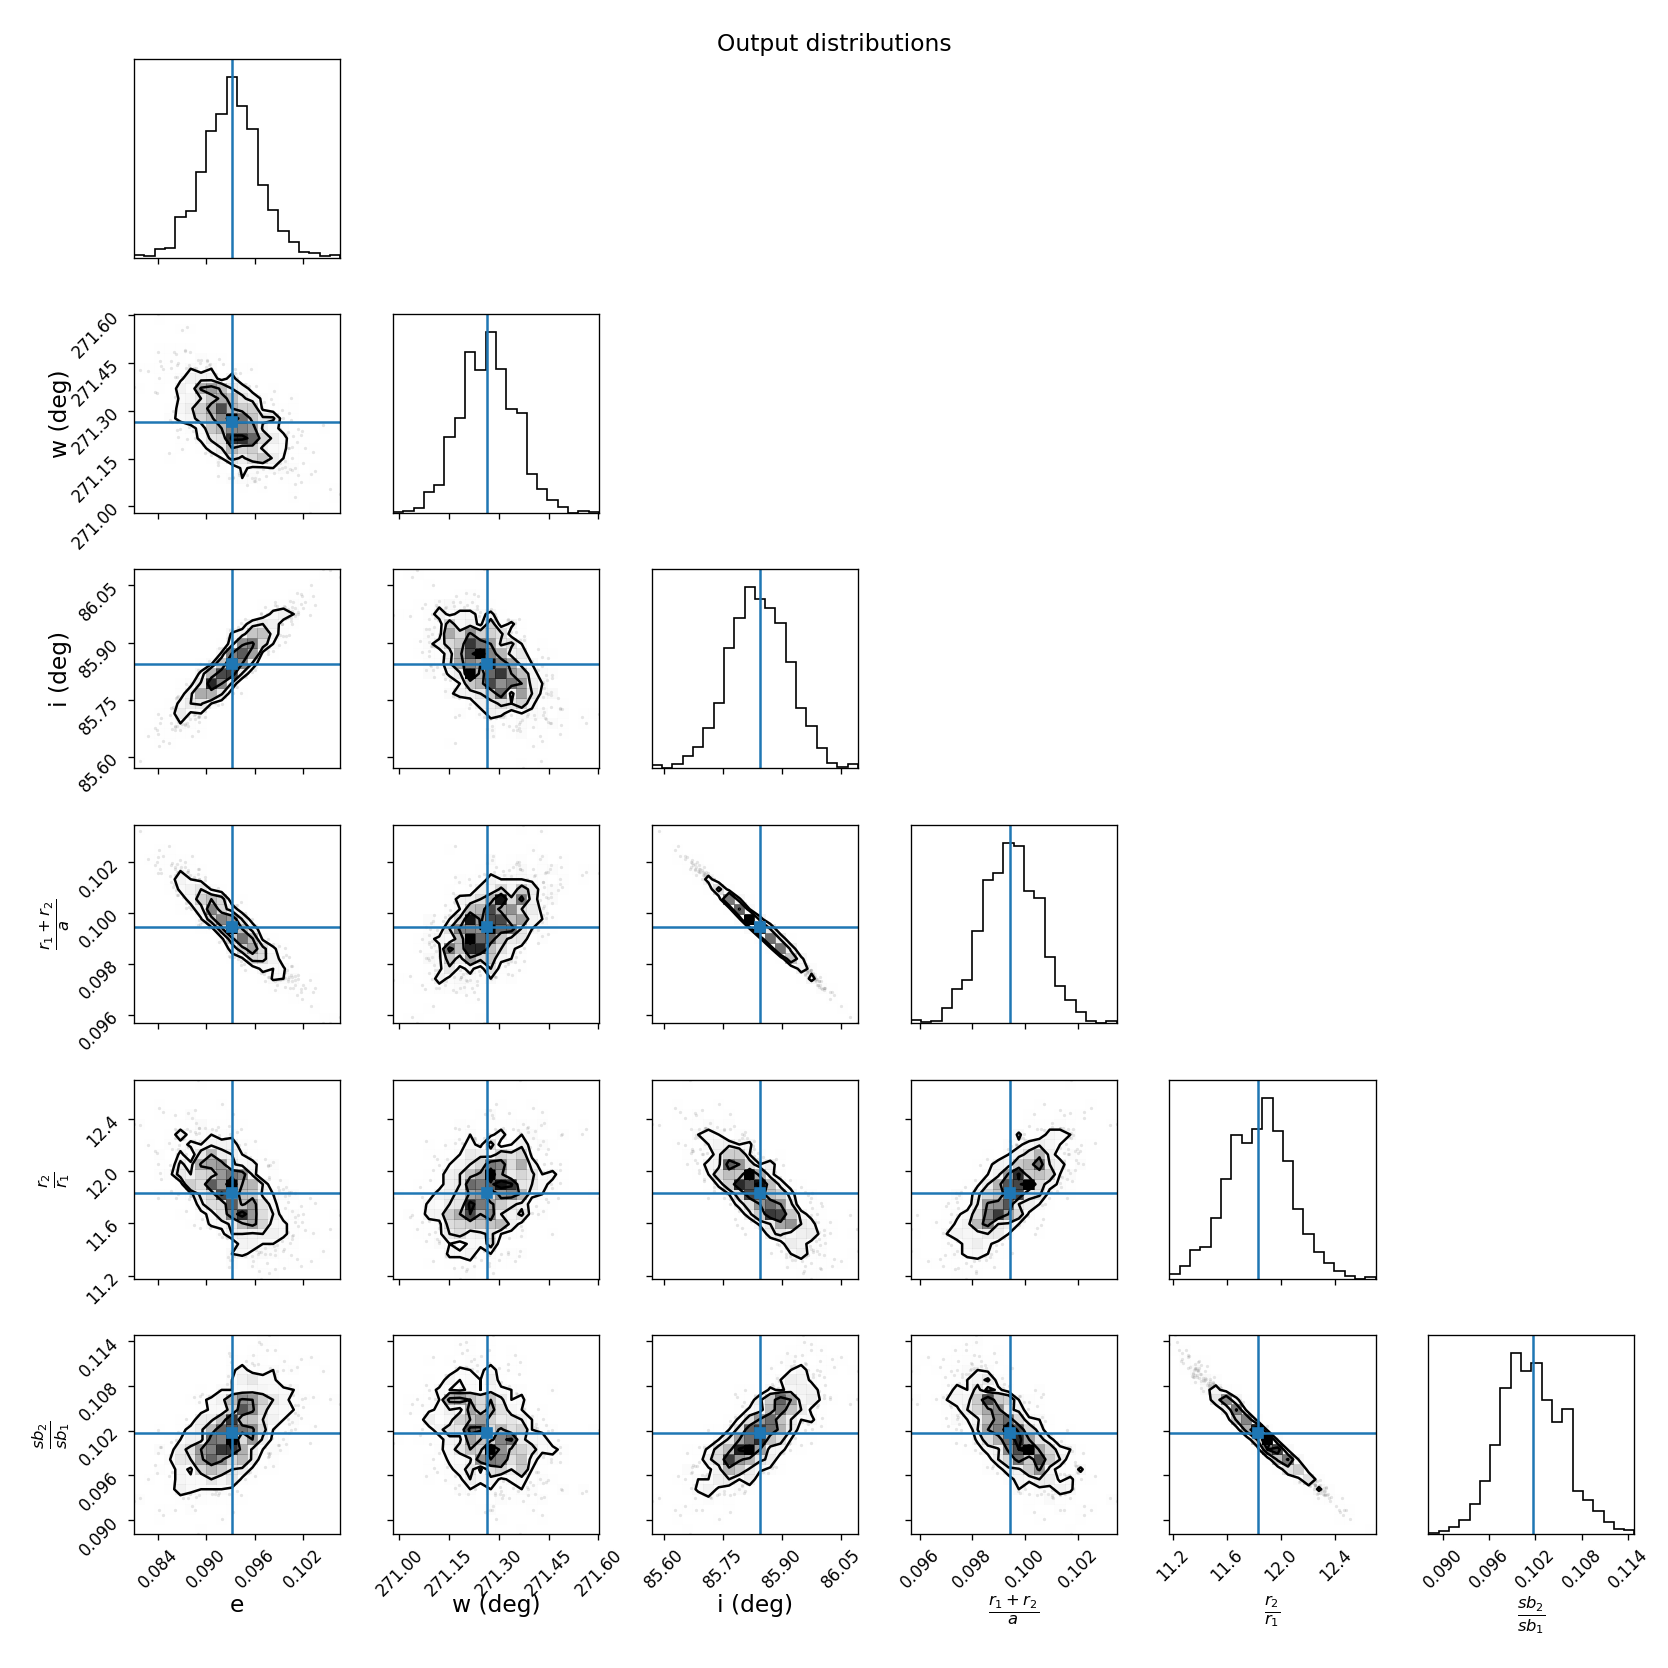 Output distributions
w (deg)
271.60
271.45
271.30
271.15
271.00
i (deg)
86.05
85.90
85.75
85.60
r₁ + r₂
a
0.102
0.100
0.098
0.096
r₂
r₁
12.4
12.0
11.6
11.2
sb₂
sb₁
0.114
0.108
0.102
0.096
0.090
0.084 0.090 0.096 0.102
271.00 271.15 271.30 271.45 271.60
85.60 85.75 85.90 86.05
0.096 0.098 0.100 0.102
11.2 11.6 12.0 12.4
0.090 0.096 0.102 0.108 0.114
e
w (deg)
i (deg)
r₁ + r₂
a
r₂
r₁
sb₂
sb₁